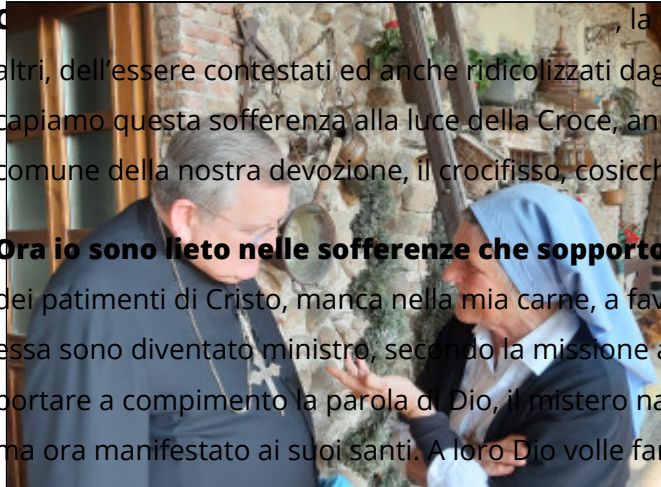 , la
altri, dell’essere contestati ed anche ridicolizzati dag
capiamo questa sofferenza alla luce della Croce, an
comune della nostra devozione, il crocifisso, cosicch
Ora io sono lieto nelle sofferenze che sopporto
dei patimenti di Cristo, manca nella mia carne, a fav
essa sono diventato ministro, secondo la missione a
portare a compimento la parola di Dio, il mistero na
ma ora manifestato ai suoi santi. A loro Dio volle far